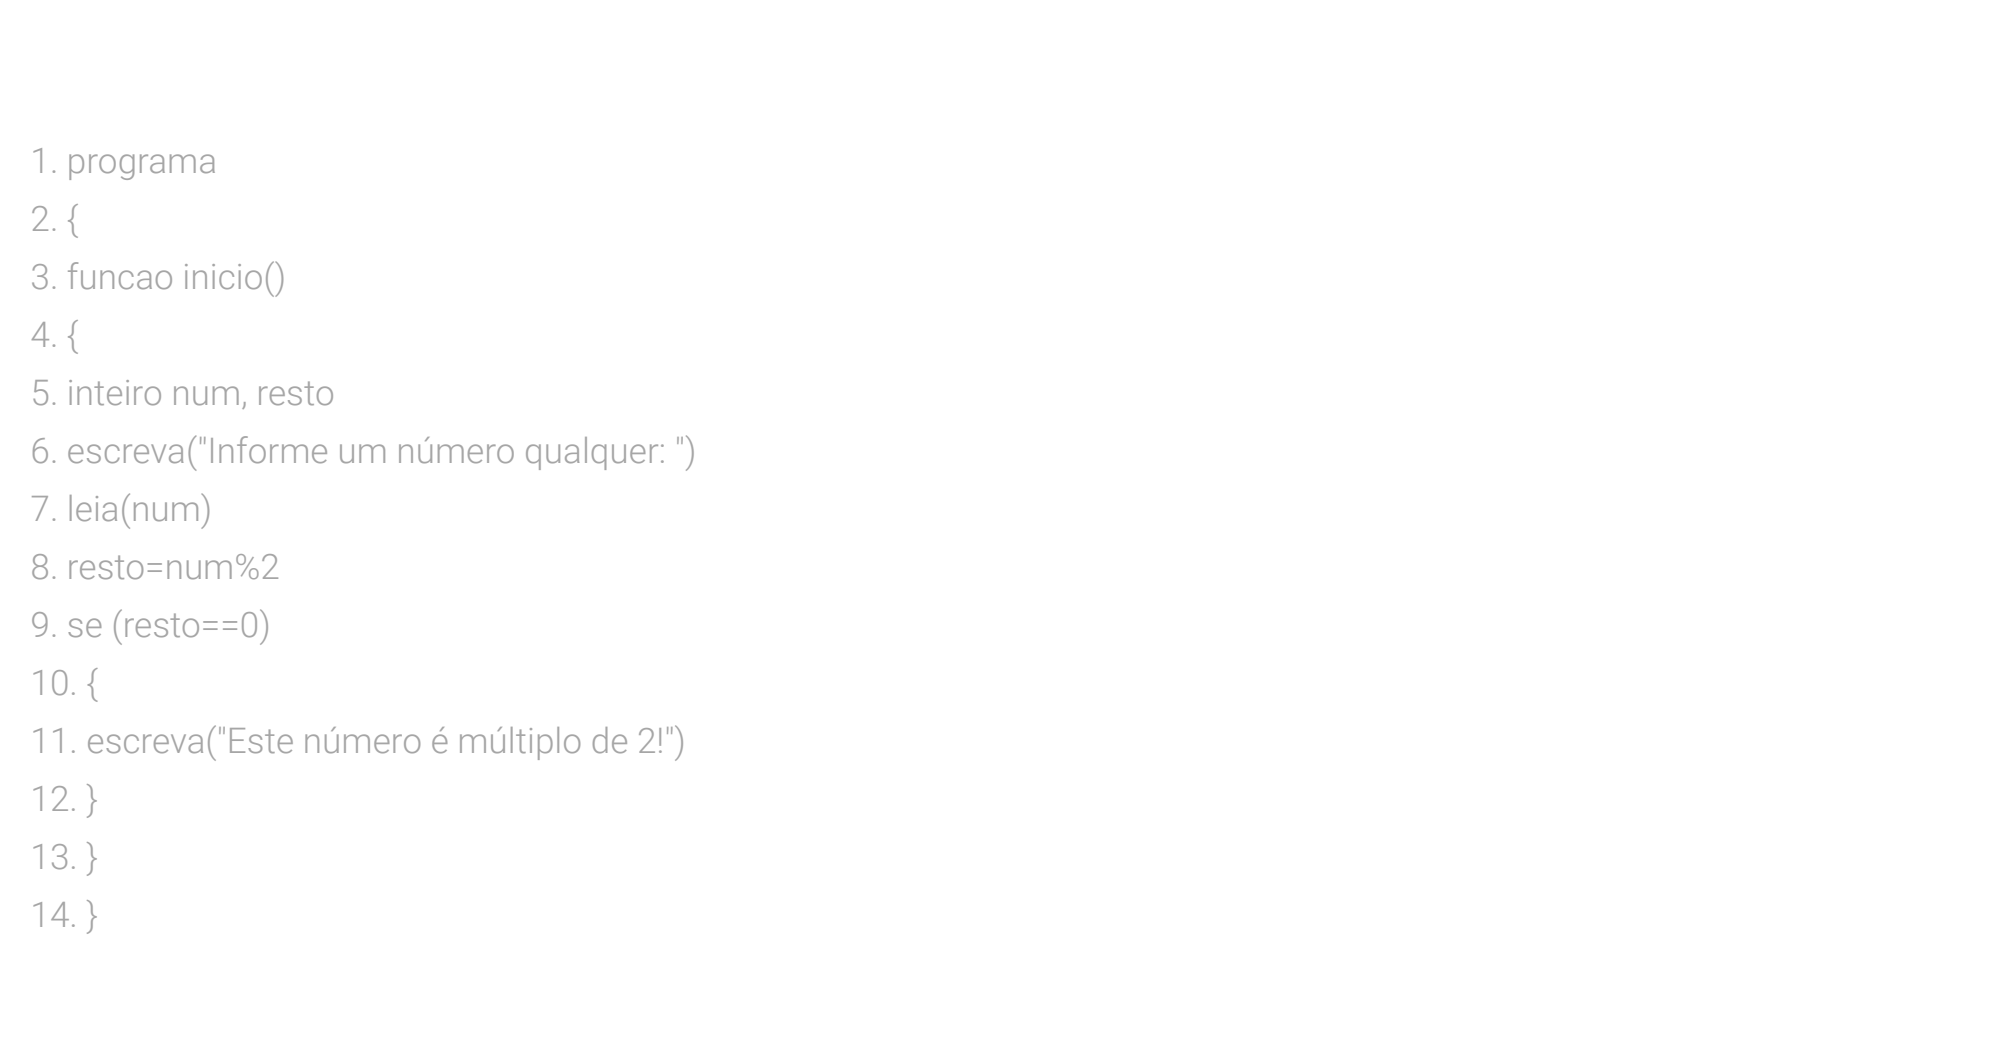 1. programa
2. {
3. funcao inicio()
4. {
5. inteiro num, resto
6. escreva("Informe um número qualquer: ")
7. leia(num)
8. resto=num%2
9. se (resto==0)
10. {
11. escreva("Este número é múltiplo de 2!")
12. }
13. }
14. }